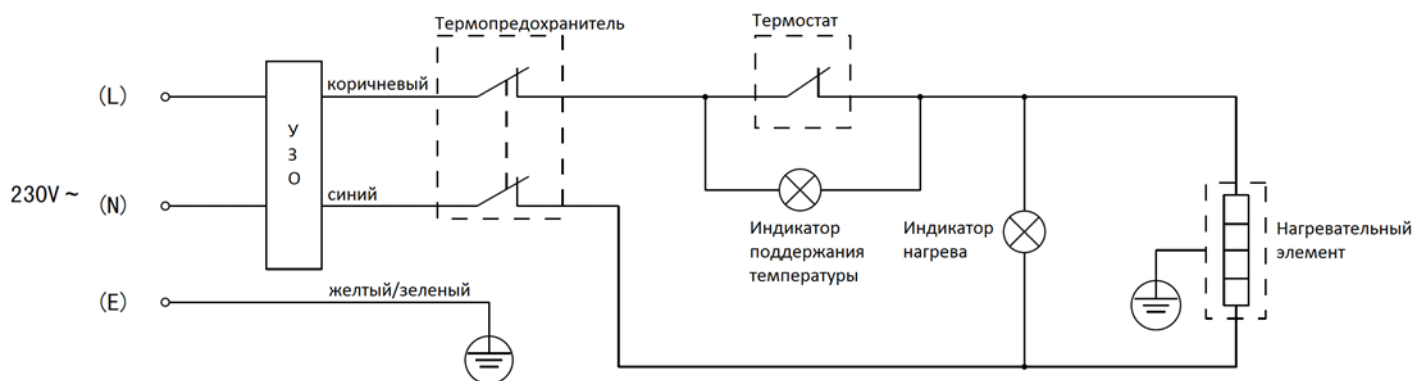 Термопредохранитель
Термостат
(L)
коричневый
У
З
О
230V ~
(N)
синий
Индикатор
поддержания
температуры
Индикатор
нагрева
Нагревательный
элемент
(E)
желтый/зеленый